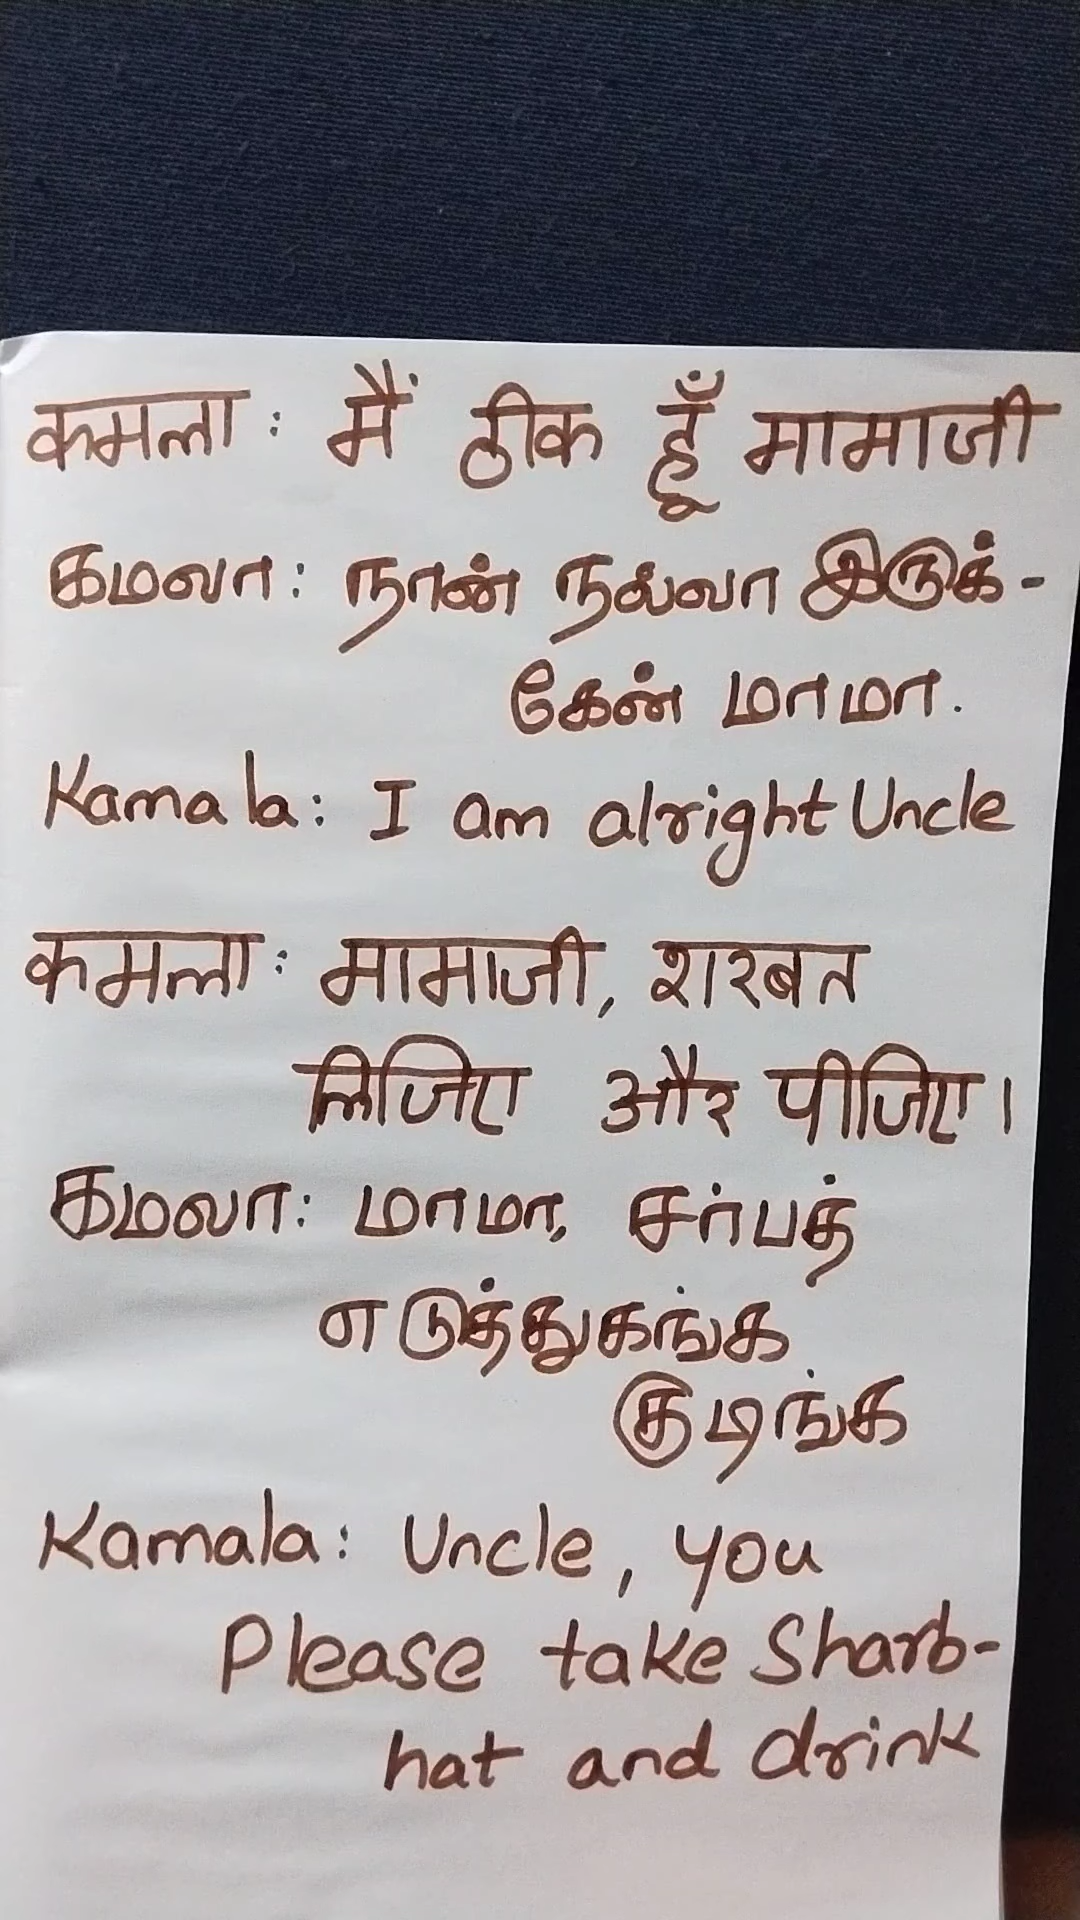 कमला : मैं ठीक हूँ मामाजी
கமலா : நான் நல்லா இருக்-
கேன் மாமா.
Kamala : I am alright Uncle
कमला : मामाजी, शरबत
लिजिए और पीजिए।
கமலா : மாமா, சர்பத்
எடுத்துகங்க
குடிங்க
Kamala : Uncle, you
Please take Sharb-
hat and drink